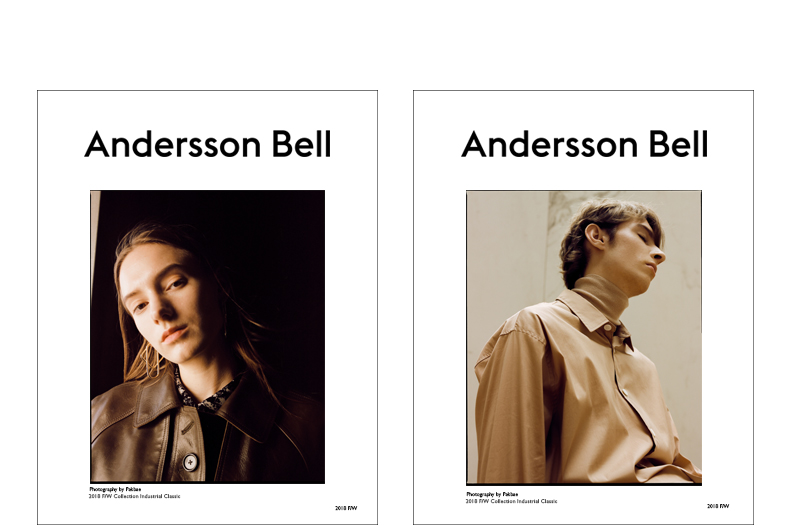 Andersson Bell
Photography by Pakbae
2018 F/W Collection Industrial Classic
2018 F/W
Andersson Bell
Photography by Pakbae
2018 F/W Collection Industrial Classic
2018 F/W